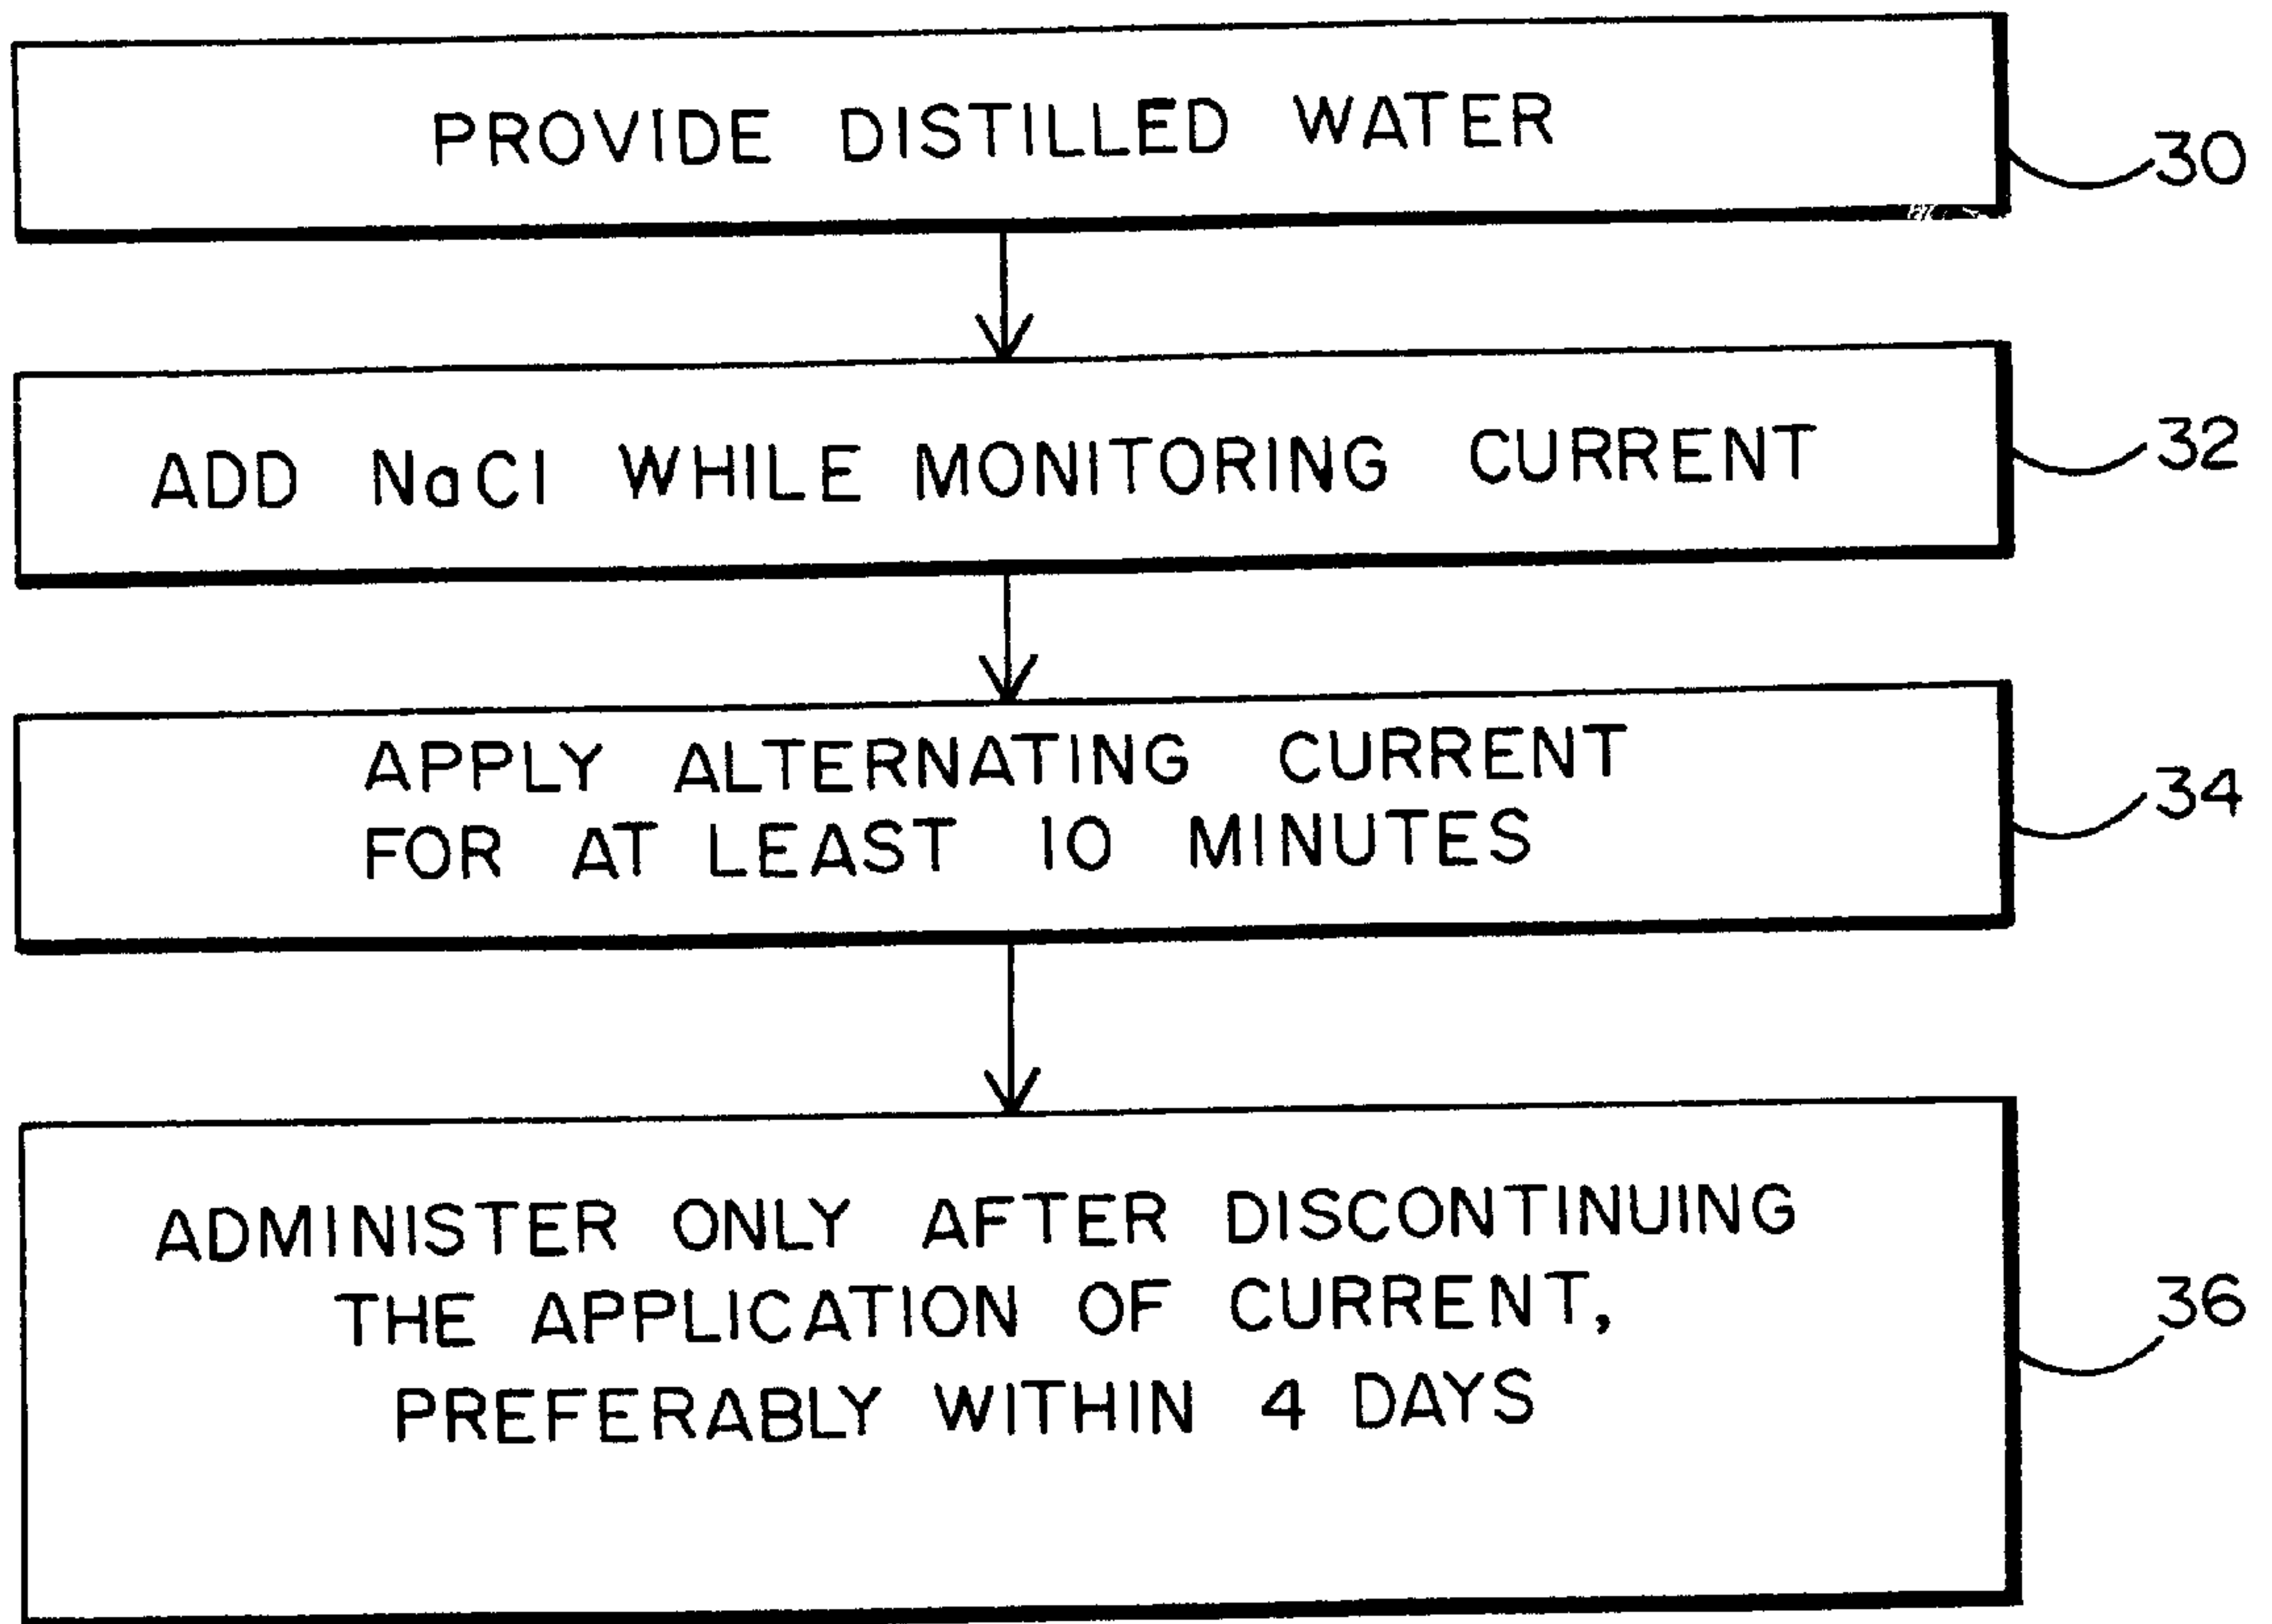 PROVIDE DISTILLED WATER
30
ADD NaCl WHILE MONITORING CURRENT
32
APPLY ALTERNATING CURRENT
FOR AT LEAST 10 MINUTES
34
ADMINISTER ONLY AFTER DISCONTINUING
THE APPLICATION OF CURRENT,
PREFERABLY WITHIN 4 DAYS
36